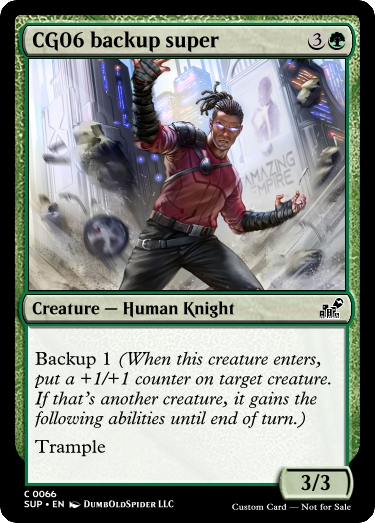 CG06 backup super 3
AMAZING
EMPIRE
Creature — Human Knight
Backup 1 (When this creature enters,
put a +1/+1 counter on target creature.
If that's another creature, it gains the
following abilities until end of turn.)
Trample
3/3
C 0066
SUP • EN DumbOldSpider LLC
Custom Card — Not for Sale